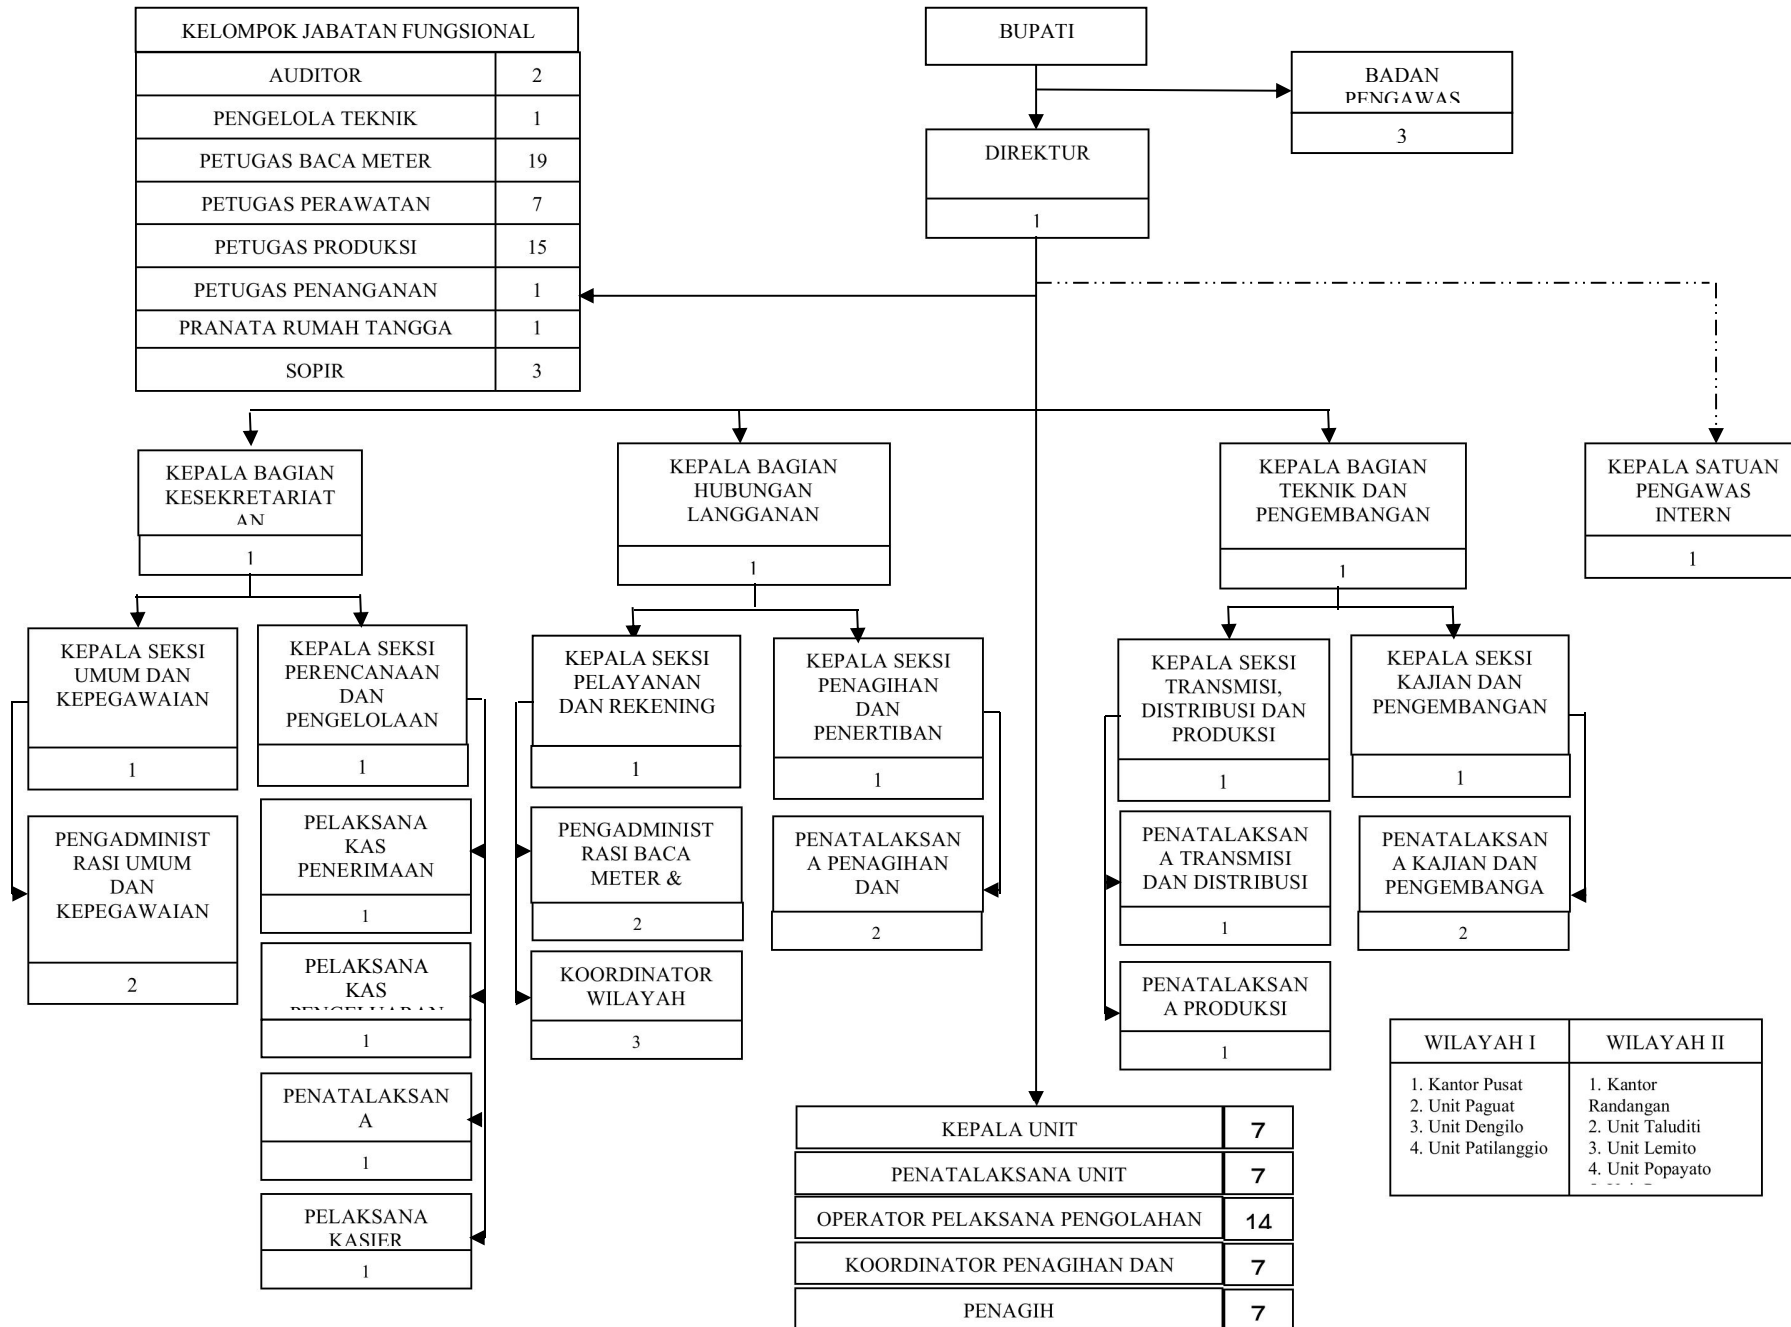 KELOMPOK JABATAN FUNGSIONAL
AUDITOR 2
PENGELOLA TEKNIK 1
PETUGAS BACA METER 19
PETUGAS PERAWATAN 7
PETUGAS PRODUKSI 15
PETUGAS PENANGANAN 1
PRANATA RUMAH TANGGA 1
SOPIR 3
BUPATI
BADAN
PENGAWAS
3
DIREKTUR
1
KEPALA BAGIAN
KESEKRETARIAT
AN
1
KEPALA BAGIAN
HUBUNGAN
LANGGANAN
1
KEPALA BAGIAN
TEKNIK DAN
PENGEMBANGAN
1
KEPALA SATUAN
PENGAWAS
INTERN
1
KEPALA SEKSI
UMUM DAN
KEPEGAWAIAN
1
PENGADMINIST
RASI UMUM
DAN
KEPEGAWAIAN
2
KEPALA SEKSI
PERENCANAAN
DAN
PENGELOLAAN
1
PELAKSANA
KAS
PENERIMAAN
1
PELAKSANA
KAS
PENGELUARAN
1
PENATALAKSAN
A
1
PELAKSANA
KASIER
1
KEPALA SEKSI
PELAYANAN
DAN REKENING
1
PENGADMINIST
RASI BACA
METER &
2
KOORDINATOR
WILAYAH
3
KEPALA SEKSI
PENAGIHAN
DAN
PENERTIBAN
1
PENATALAKSAN
A PENAGIHAN
DAN
2
KEPALA SEKSI
TRANSMISI,
DISTRIBUSI DAN
PRODUKSI
1
PENATALAKSAN
A TRANSMISI
DAN DISTRIBUSI
1
PENATALAKSAN
A PRODUKSI
1
KEPALA SEKSI
KAJIAN DAN
PENGEMBANGAN
1
PENATALAKSAN
A KAJIAN DAN
PENGEMBANGA
2
KEPALA UNIT 7
PENATALAKSANA UNIT 7
OPERATOR PELAKSANA PENGOLAHAN 14
KOORDINATOR PENAGIHAN DAN 7
PENAGIH 7
WILAYAH I
1. Kantor Pusat
2. Unit Paguat
3. Unit Dengilo
4. Unit Patilanggio
WILAYAH II
1. Kantor
Randangan
2. Unit Taluditi
3. Unit Lemito
4. Unit Popayato